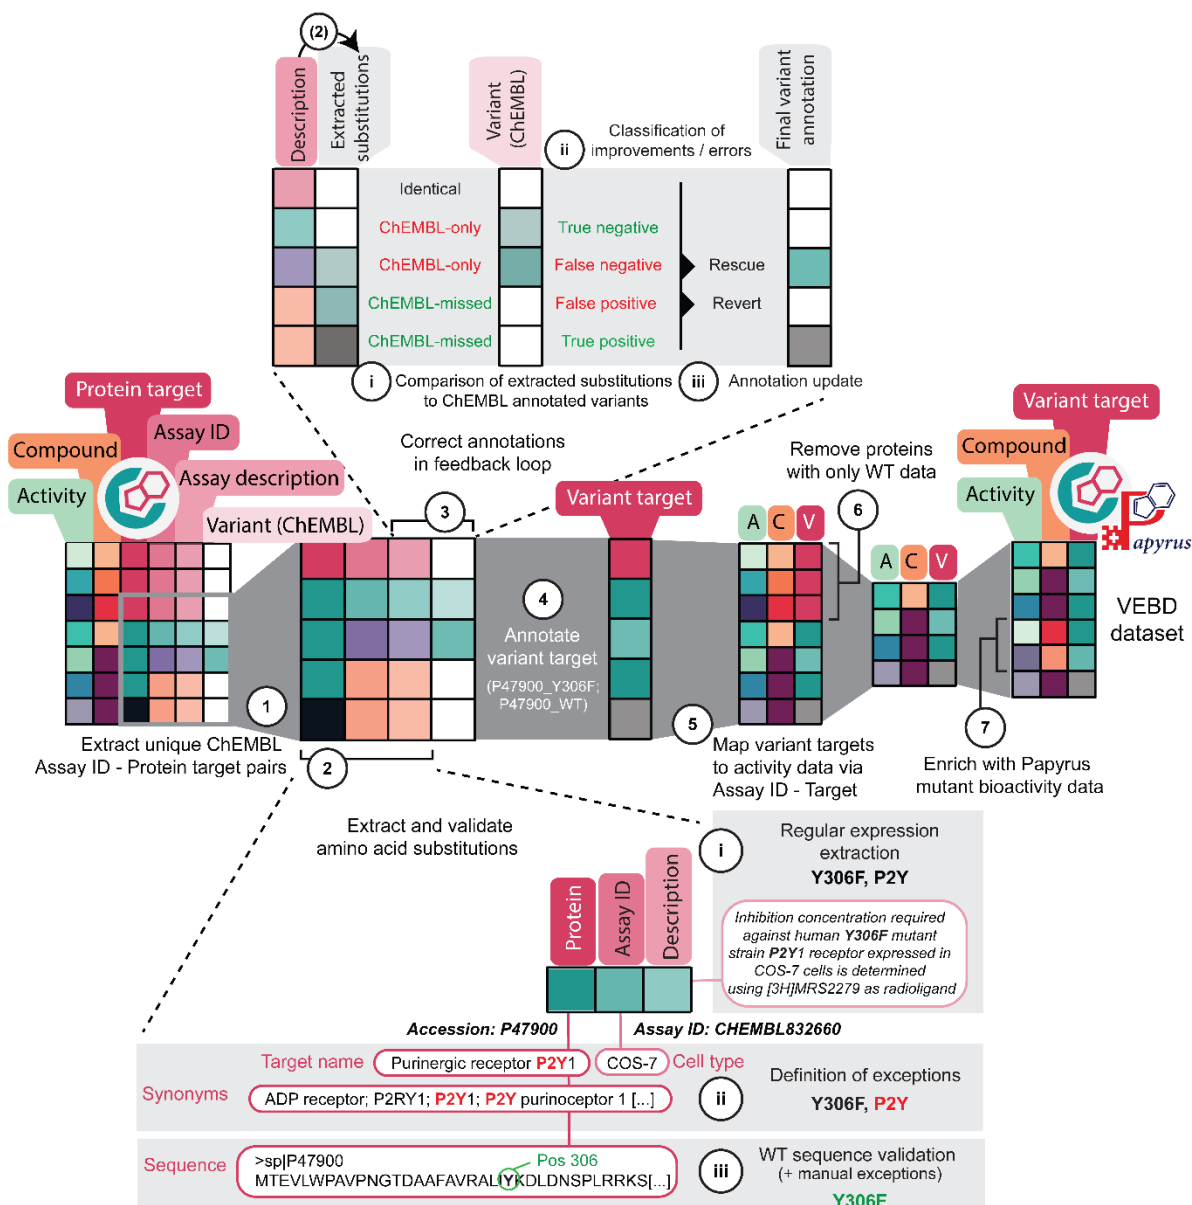 (2)
Description
Extracted
substitutions
Variant
(ChEMBL)
Final variant
annotation
ii
Classification of
improvements / errors
Identical
ChEMBL-only
True negative
ChEMBL-only
False negative
Rescue
ChEMBL-missed
False positive
Revert
ChEMBL-missed
True positive
i
Comparison of extracted substitutions
to ChEMBL annotated variants
iii
Annotation update
Protein target
Assay ID
Compound
Assay description
Activity
Variant (ChEMBL)
Correct annotations
in feedback loop
3
Variant target
Remove proteins
with only WT data
6
A
C
V
A
C
V
Variant target
Compound
Activity
apyrus
VEBD
dataset
4
Annotate
variant target
(P47900_Y306F;
P47900_WT)
1
Extract unique ChEMBL
Assay ID - Protein target pairs
2
5
Map variant targets
to activity data via
Assay ID - Target
7
Enrich with Papyrus
mutant bioactivity data
Extract and validate
amino acid substitutions
Protein
Assay ID
Description
i
Regular expression
extraction
Y306F, P2Y
Inhibition concentration required
against human Y306F mutant
strain P2Y1 receptor expressed in
COS-7 cells is determined
using [3H]MRS2279 as radioligand
Accession: P47900
Assay ID: CHEMBL832660
Target name
Purinergic receptor P2Y1
COS-7
Cell type
Synonyms
ADP receptor; P2RY1; P2Y1; P2Y purinoceptor 1 [...]
ii
Definition of exceptions
Y306F, P2Y
Sequence
>sp|P47900
Pos 306
MTEVLWPAVPNGTDAAFAVRALIYKDLDNSPLRRKS[...]
iii
WT sequence validation
(+ manual exceptions)
Y306F